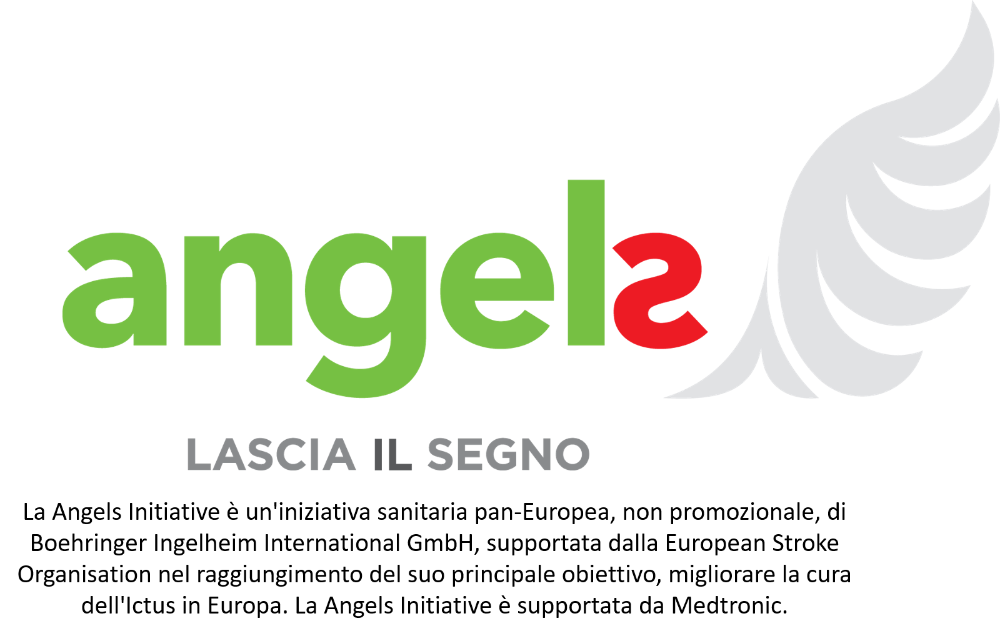 angels
LASCIA IL SEGNO
La Angels Initiative è un'iniziativa sanitaria pan-Europea, non promozionale, di
Boehringer Ingelheim International GmbH, supportata dalla European Stroke
Organisation nel raggiungimento del suo principale obiettivo, migliorare la cura
dell'Ictus in Europa. La Angels Initiative è supportata da Medtronic.